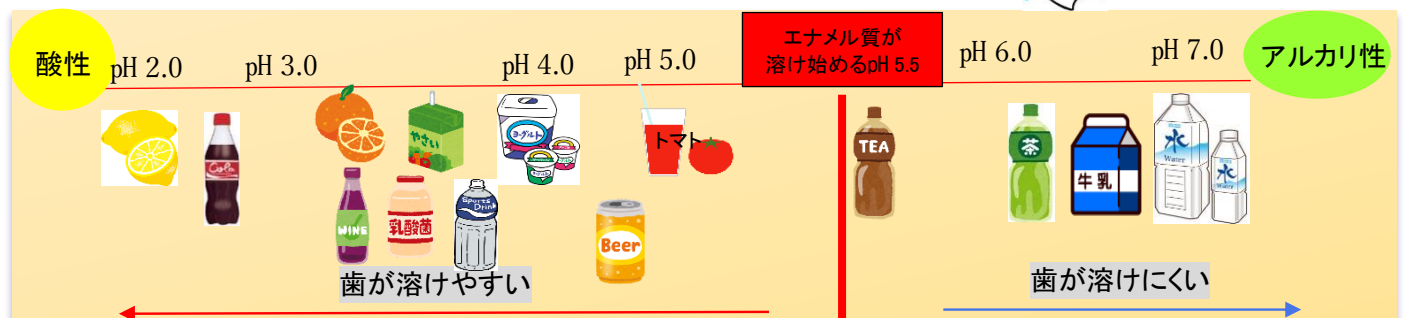 酸性
pH 2.0
pH 3.0
pH 4.0
pH 5.0
エナメル質が
溶け始めるpH 5.5
pH 6.0
pH 7.0
アルカリ性
Cola
やさい
ヨーグルト
トマト
TEA
茶
牛乳
水
Water
水
Water
WINE
乳酸菌
Sports
Drink
Beer
歯が溶けやすい
歯が溶けにくい